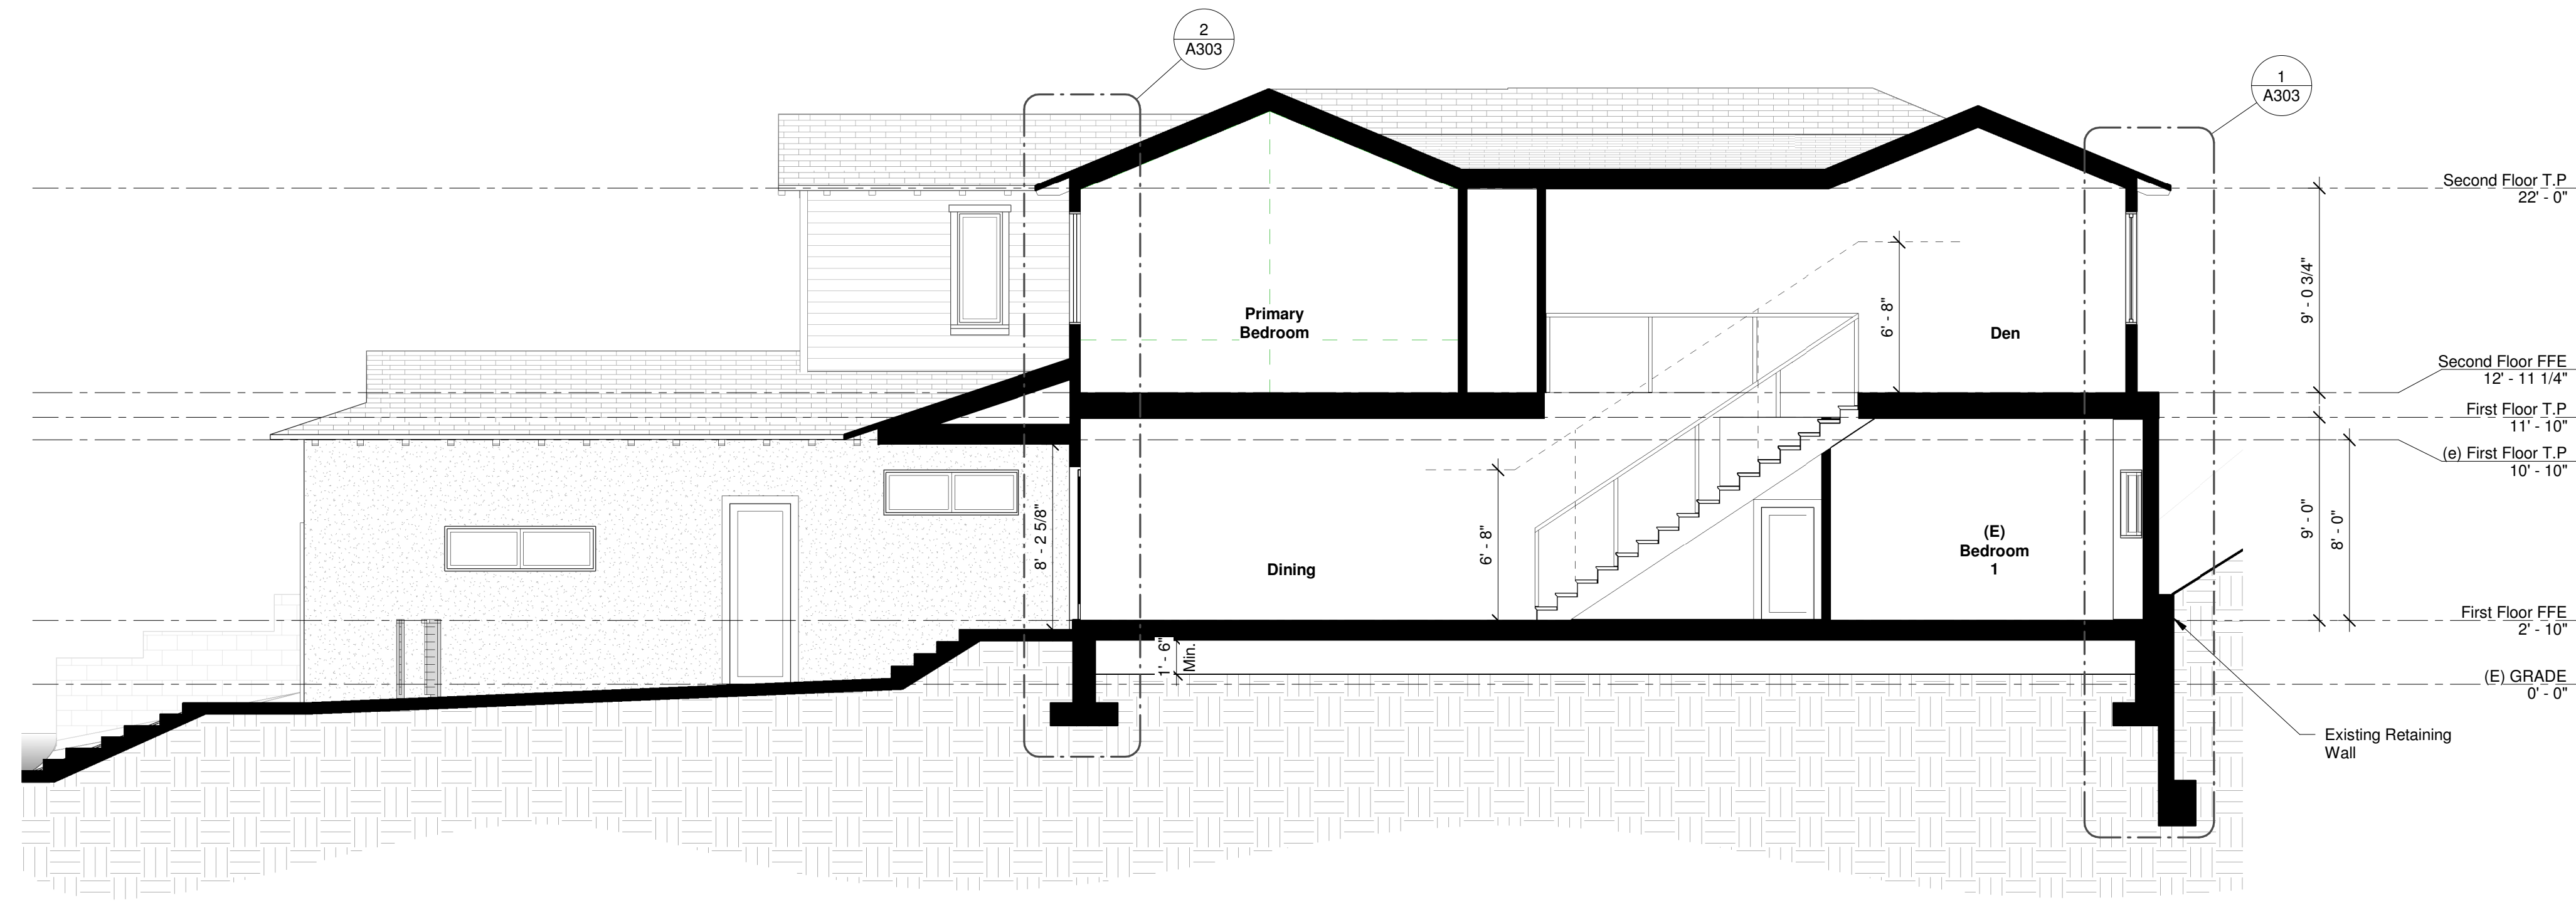 2
A303
1
A303
Second Floor T.P
22' - 0"
9' - 0 3/4"
6' - 8"
Primary
Bedroom
Den
Second Floor FFE
12' - 11 1/4"
First Floor T.P
11' - 10"
(e) First Floor T.P
10' - 10"
8' - 2 5/8"
6' - 8"
9' - 0"
8' - 0"
(E)
Bedroom
1
Dining
First Floor FFE
2' - 10"
1' - 6"
Min.
(E) GRADE
0' - 0"
Existing Retaining
Wall